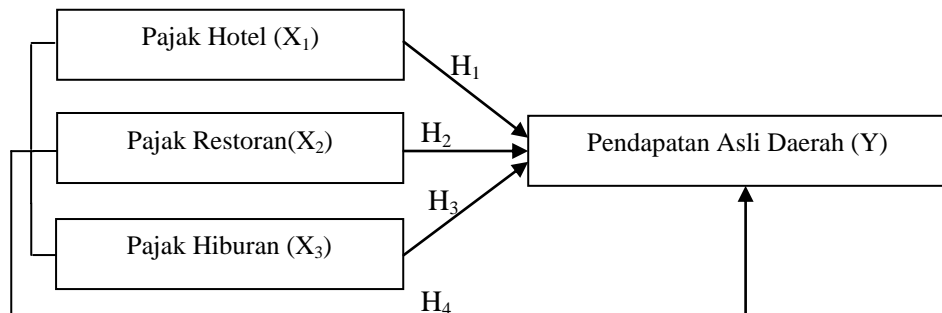 Pajak Hotel (X₁)
H₁
Pajak Restoran(X₂)
H₂
Pendapatan Asli Daerah (Y)
H₃
Pajak Hiburan (X₃)
H₄